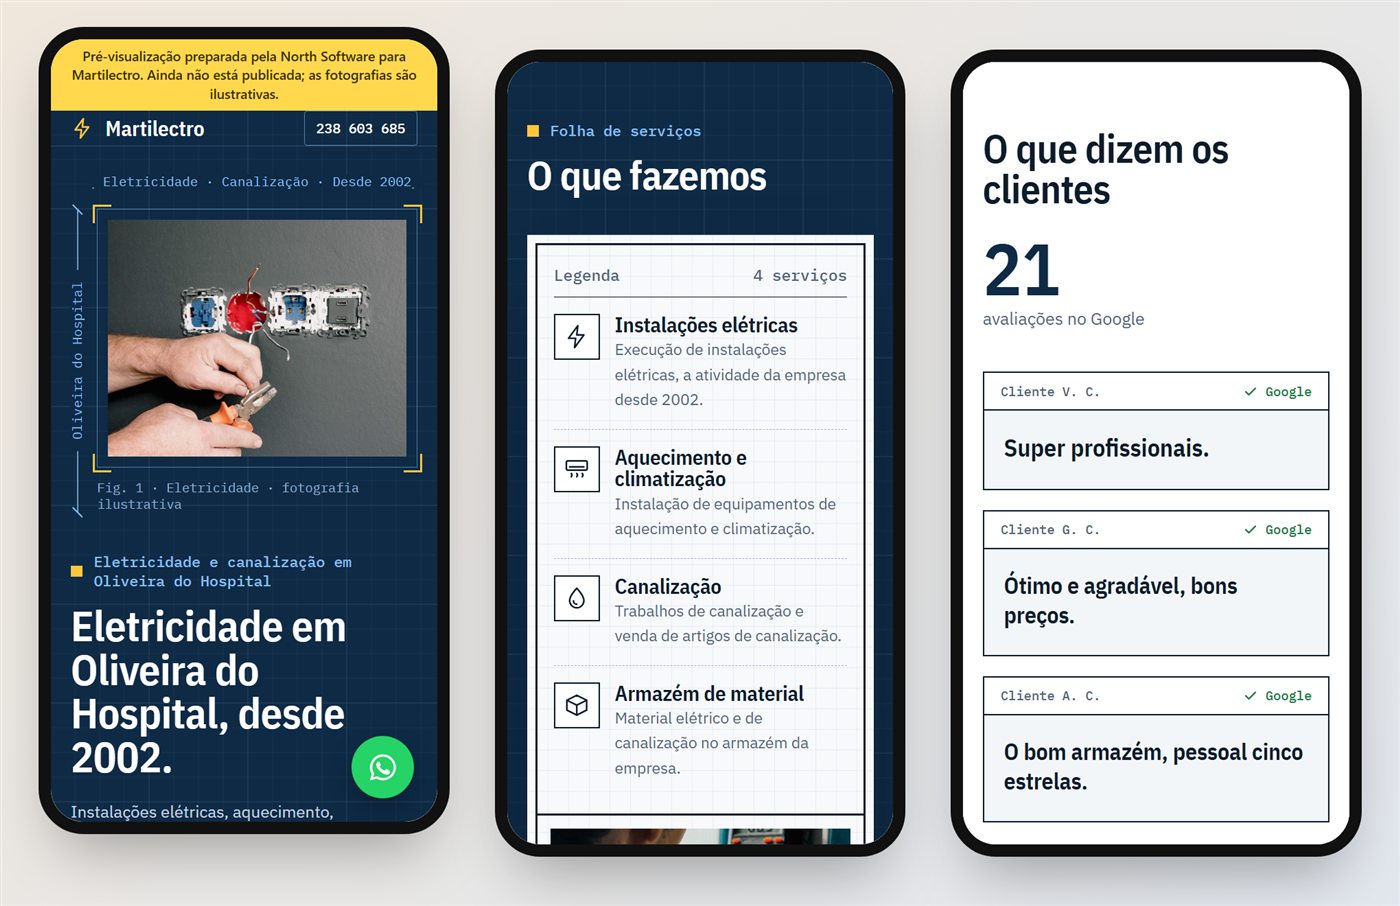 Pré-visualização preparada pela North Software para
Martilectro. Ainda não está publicada; as fotografias são
ilustrativas.
Martilectro
238 603 685
Eletricidade · Canalização · Desde 2002
Oliveira do Hospital
Fig. 1 · Eletricidade · fotografia
ilustrativa
Eletricidade e canalização em
Oliveira do Hospital
Eletricidade em
Oliveira do
Hospital, desde
2002.
Instalações elétricas, aquecimento,
Folha de serviços
O que fazemos
Legenda
4 serviços
Instalações elétricas
Execução de instalações
elétricas, a atividade da empresa
desde 2002.
Aquecimento e
climatização
Instalação de equipamentos de
aquecimento e climatização.
Canalização
Trabalhos de canalização e
venda de artigos de canalização.
Armazém de material
Material elétrico e de
canalização no armazém da
empresa.
O que dizem os
clientes
21
avaliações no Google
Cliente V. C.
Google
Super profissionais.
Cliente G. C.
Google
Ótimo e agradável, bons
preços.
Cliente A. C.
Google
O bom armazém, pessoal cinco
estrelas.